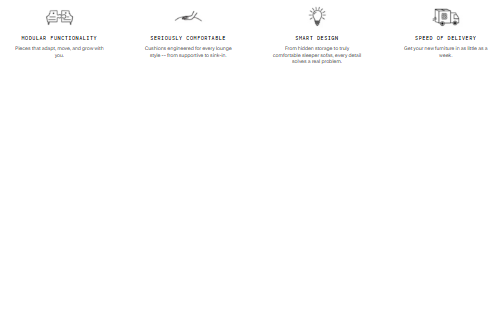 MODULAR FUNCTIONALITY
Pieces that adapt, move, and grow with
you.
SERIOUSLY COMFORTABLE
Cushions engineered for every lounge
style -- from supportive to sink-in.
SMART DESIGN
From hidden storage to truly
comfortable sleeper sofas, every detail
solves a real problem.
SPEED OF DELIVERY
Get your new furniture in as little as a
week.